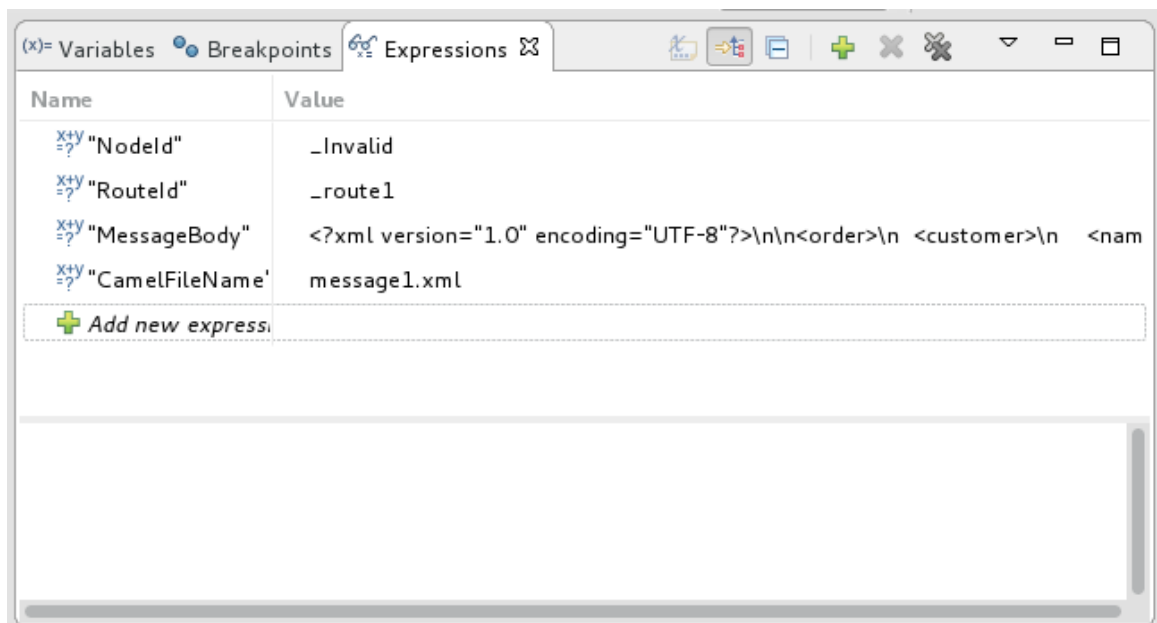 (x)= Variables Breakpoints Expressions
Name Value
x+y=? "NodeId" _Invalid
x+y=? "RouteId" _route1
x+y=? "MessageBody" <?xml version="1.0" encoding="UTF-8"?>\n\n<order>\n <customer>\n <nam
x+y=? "CamelFileName' message1.xml
Add new expressi